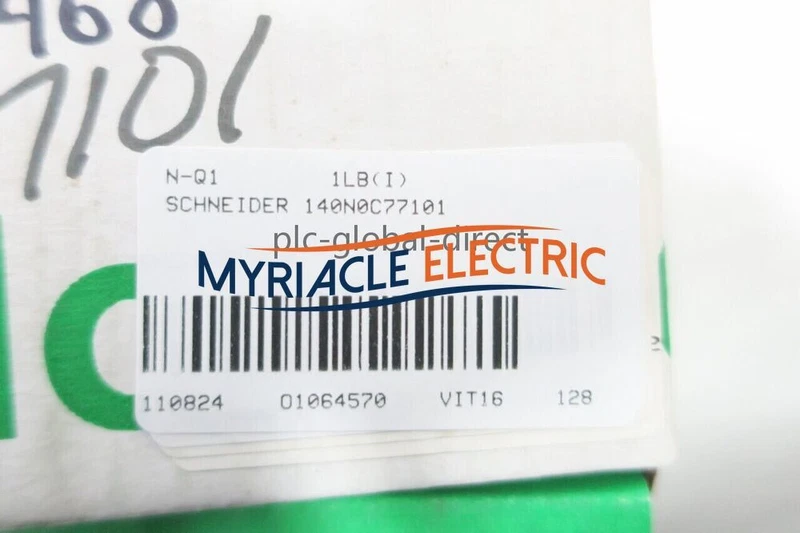 460
7101
N-Q1 1LB(I)
SCHNEIDER 140N0C77101
plc-global-direct
MYRIACLE ELECTRIC
110824 01064570 VIT16 128